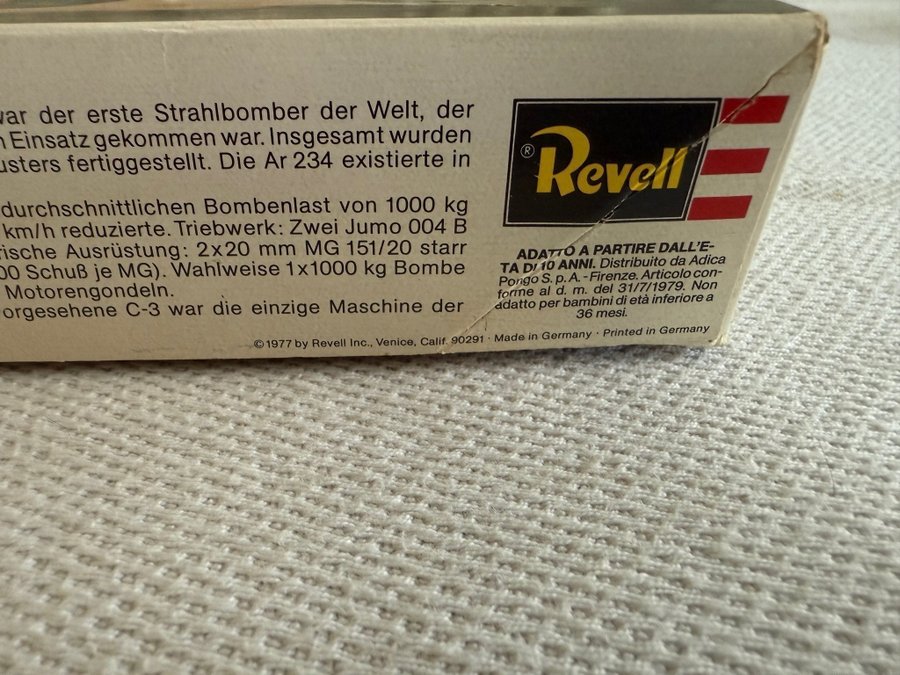 war der erste Strahlbomber der Welt, der
n Einsatz gekommen war. Insgesamt wurden
usters fertiggestellt. Die Ar 234 existierte in
durchschnittlichen Bombenlast von 1000 kg
km/h reduzierte. Triebwerk: Zwei Jumo 004 B
rische Ausrüstung: 2x20 mm MG 151/20 starr
00 Schuß je MG). Wahlweise 1x1000 kg Bombe
Motorengondeln.
orgesehene C-3 war die einzige Maschine der
® Revell
ADATTO A PARTIRE DALL'E-
TA DI 10 ANNI. Distribuito da Adica
Pongo S. p. A. - Firenze. Articolo con-
forme al d. m. del 31/7/1979. Non
adatto per bambini di età inferiore a
36 mesi.
© 1977 by Revell Inc., Venice, Calif. 90291 · Made in Germany · Printed in Germany